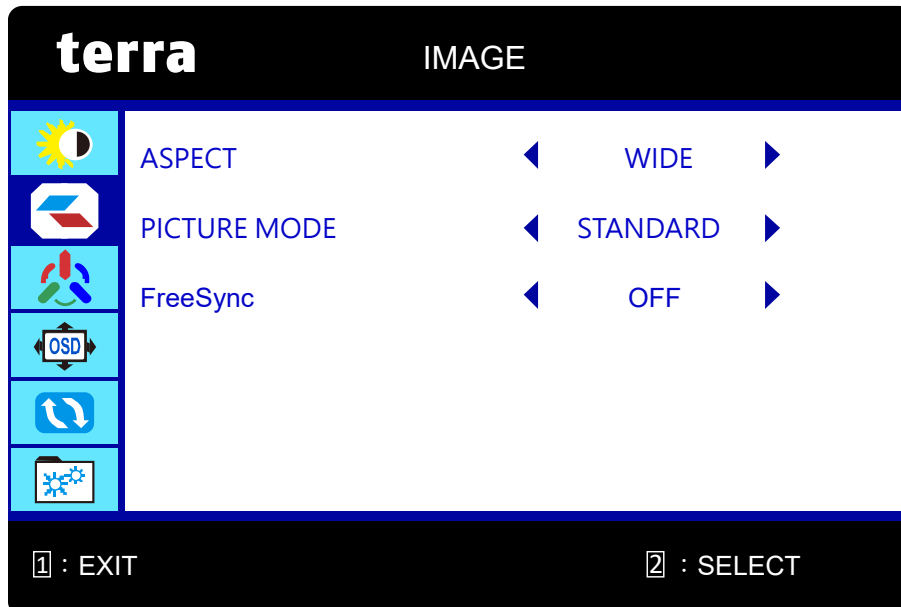 terra IMAGE
ASPECT WIDE
PICTURE MODE STANDARD
FreeSync OFF
OSD
1 : EXIT 2 : SELECT